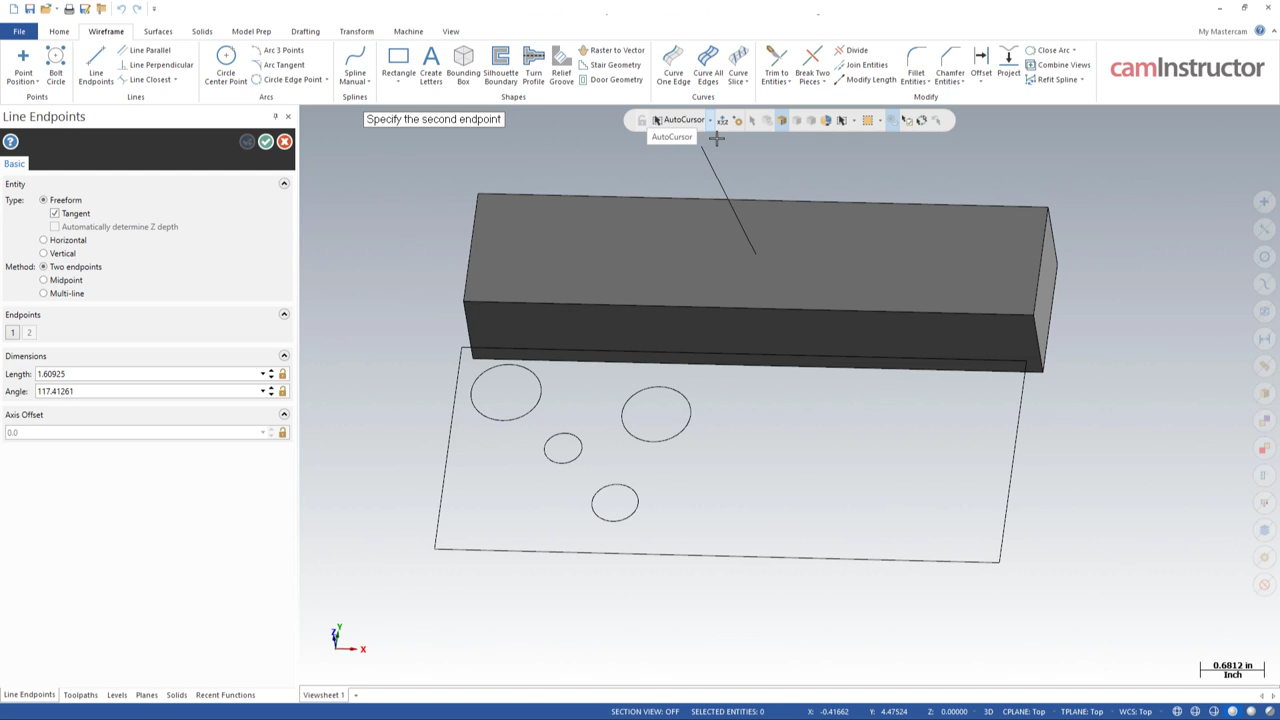 My Mastercam
File Home Wireframe Surfaces Solids Drafting Model Prep Transform Machine View
Point Position Bolt Circle
Points
Line Endpoints Line Parallel Line Perpendicular Line Closest
Lines
Circle Center Point Arc 3 Points Arc Tangent Circle Edge Point
Arcs
Spline Manual
Splines
Rectangle Create Letters Bounding Box Silhouette Boundary Turn Profile Relief Groove Raster to Vector Stair Geometry Door Geometry
Shapes
Curve One Edge Curve All Edges Curve Slice
Curves
Trim to Entities Break Two Pieces Divide Join Entities Modify Length Fillet Entities Chamfer Entities Offset Project Close Arc Combine Views Refit Spline
Modify
camInstructor
Line Endpoints
Specify the second endpoint
AutoCursor
AutoCursor
Basic
Entity
Type: Freeform
Tangent
Automatically determine Z depth
Horizontal
Vertical
Method: Two endpoints
Midpoint
Multi-line
Endpoints
1 2
Dimensions
Length: 1.60925
Angle: 117.41261
Axis Offset
0.0
Z Y X
0.6812 in
Inch
Line Endpoints Toolpaths Levels Planes Solids Recent Functions
Viewsheet 1 +
SECTION VIEW: OFF SELECTED ENTITIES: 0 X: -0.41662 Y: 4.47524 Z: 0.00000 3D CPLANE: Top TPLANE: Top WCS: Top